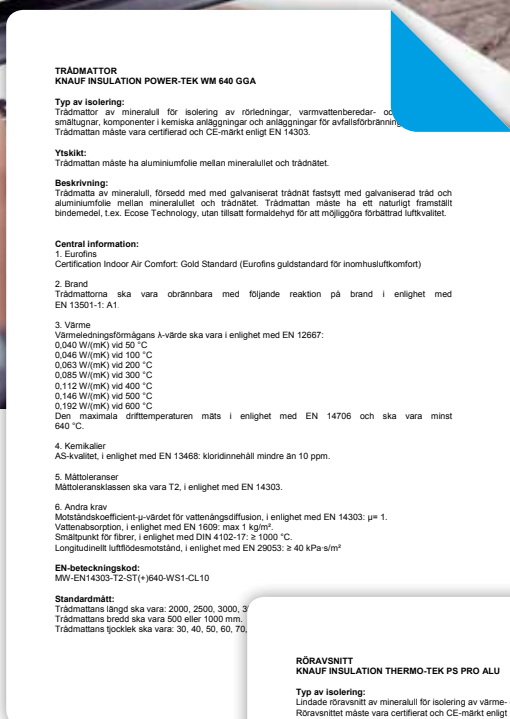 TRÅDMATTOR
KNAUF INSULATION POWER-TEK WM 640 GGA
Typ av isolering:
Trådmattor av mineralull för isolering av rörledningar, varmvattenberedar- oc
smältugnar, komponenter i kemiska anläggningar och anläggningar för avfallsförbränning
Trådmattan måste vara certifierad och CE-märkt enligt EN 14303.
Ytskikt:
Trådmattan måste ha aluminiumfolie mellan mineralullet och trådnätet.
Beskrivning:
Trådmatta av mineralull, försedd med med galvaniserat trådnät fastsytt med galvaniserad tråd och
aluminiumfolie mellan mineralullet och trådnätet. Trådmattan måste ha ett naturligt framställt
bindemedel, t.ex. Ecose Technology, utan tillsatt formaldehyd för att möjliggöra förbättrad luftkvalitet.
Central information:
1. Eurofins
Certification Indoor Air Comfort: Gold Standard (Eurofins guldstandard för inomhusluftkomfort)
2. Brand
Trådmattorna ska vara obrännbara med följande reaktion på brand i enlighet med
EN 13501-1: A1.
3. Värme
Värmeledningsförmågans λ-värde ska vara i enlighet med EN 12667:
0,040 W/(mK) vid 50 °C
0,046 W/(mK) vid 100 °C
0,063 W/(mK) vid 200 °C
0,085 W/(mK) vid 300 °C
0,112 W/(mK) vid 400 °C
0,146 W/(mK) vid 500 °C
0,192 W/(mK) vid 600 °C
Den maximala drifttemperaturen mäts i enlighet med EN 14706 och ska vara minst
640 °C.
4. Kemikalier
AS-kvalitet, i enlighet med EN 13468: kloridinnehåll mindre än 10 ppm.
5. Måttoleranser
Måttoleransklassen ska vara T2, i enlighet med EN 14303.
6. Andra krav
Motståndskoefficient-µ-värdet för vattenångsdiffusion, i enlighet med EN 14303: µ= 1.
Vattenabsorption, i enlighet med EN 1609: max 1 kg/m².
Smältpunkt för fibrer, i enlighet med DIN 4102-17: ≥ 1000 °C.
Longitudinellt luftflödesmotstånd, i enlighet med EN 29053: ≥ 40 kPa·s/m²
EN-beteckningskod:
MW-EN14303-T2-ST(+)640-WS1-CL10
Standardmått:
Trådmattans längd ska vara: 2000, 2500, 3000, 3
Trådmattans bredd ska vara 500 eller 1000 mm.
Trådmattans tjocklek ska vara: 30, 40, 50, 60, 70,
RÖRAVSNITT
KNAUF INSULATION THERMO-TEK PS PRO ALU
Typ av isolering:
Lindade röravsnitt av mineralull för isolering av värme-
Röravsnittet måste vara certifierat och CE-märkt enligt